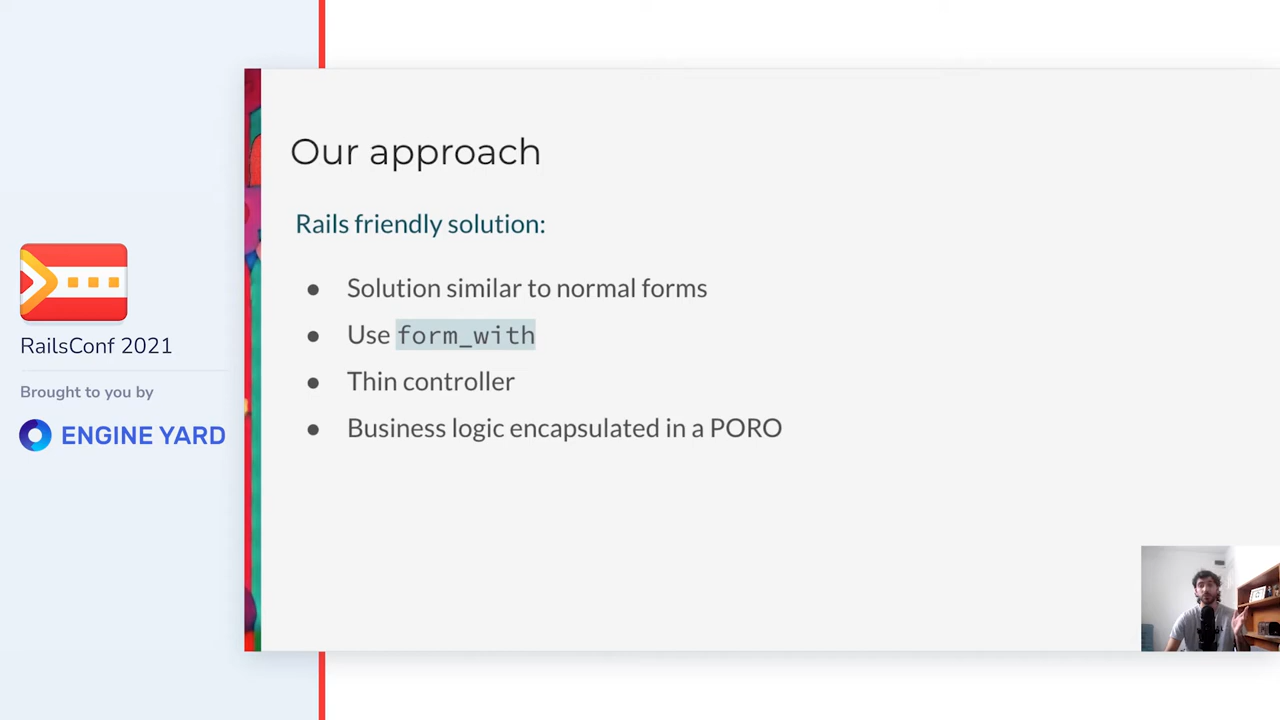 Our approach
Rails friendly solution:
● Solution similar to normal forms
● Use form_with
● Thin controller
● Business logic encapsulated in a PORO
RailsConf 2021
Brought to you by
ENGINE YARD